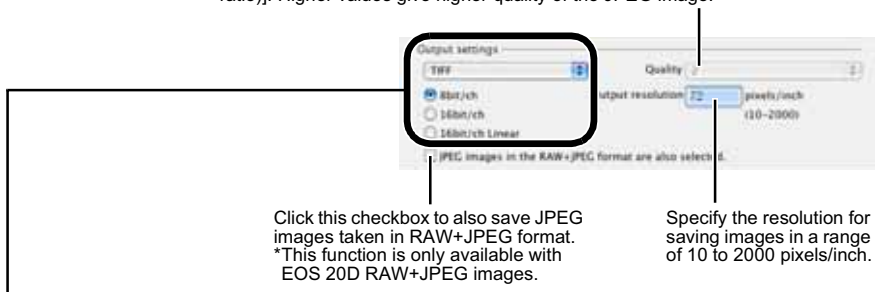 ratio)]. Higher values give higher quality of the JPEG image.
Output settings
TIFF
Quality
8bit/ch
utput resolution 72 pixels/inch
16bit/ch
(10~2000)
16bit/ch Linear
JPEG images in the RAW+JPEG format are also selected.
Click this checkbox to also save JPEG
images taken in RAW+JPEG format.
*This function is only available with
EOS 20D RAW+JPEG images.
Specify the resolution for
saving images in a range
of 10 to 2000 pixels/inch.